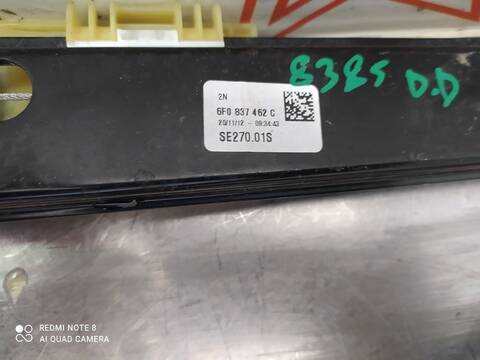 8385 D.D
2N
6F0 837 462 C
20/11/12 - 09:34:43
SE270.01S
REDMI NOTE 8
AI QUAD CAMERA